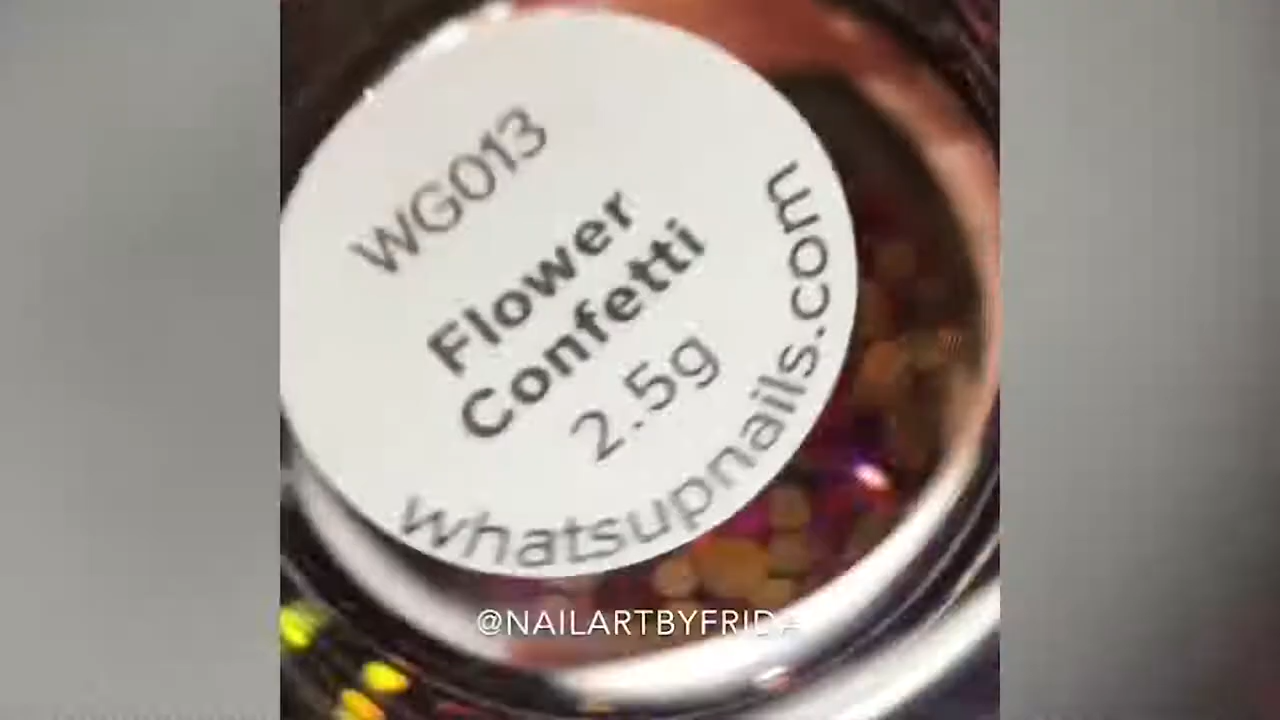 WG013
Flower
Confetti
2.5g
whatsupnails.com
@NAILARTBYFRIDA